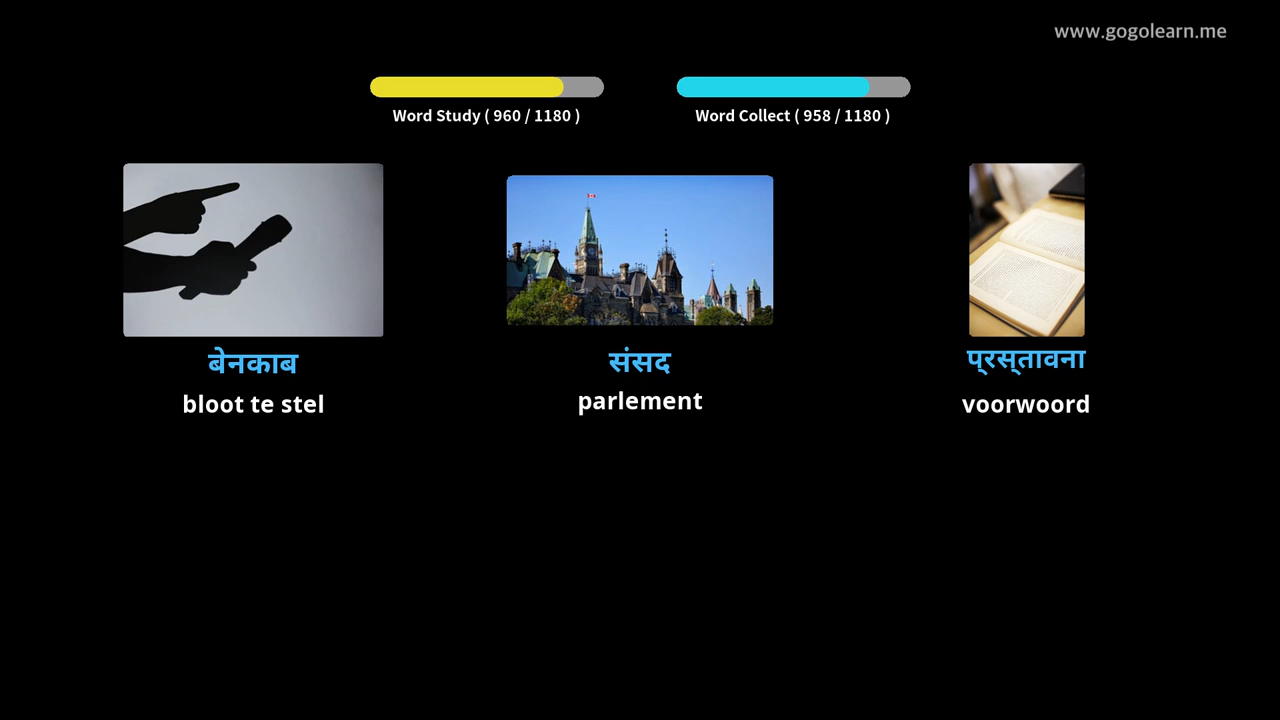 www.gogolearn.me
Word Study ( 960 / 1180 )
Word Collect ( 958 / 1180 )
बेनकाब
संसद
प्रस्तावना
bloot te stel
parlement
voorwoord